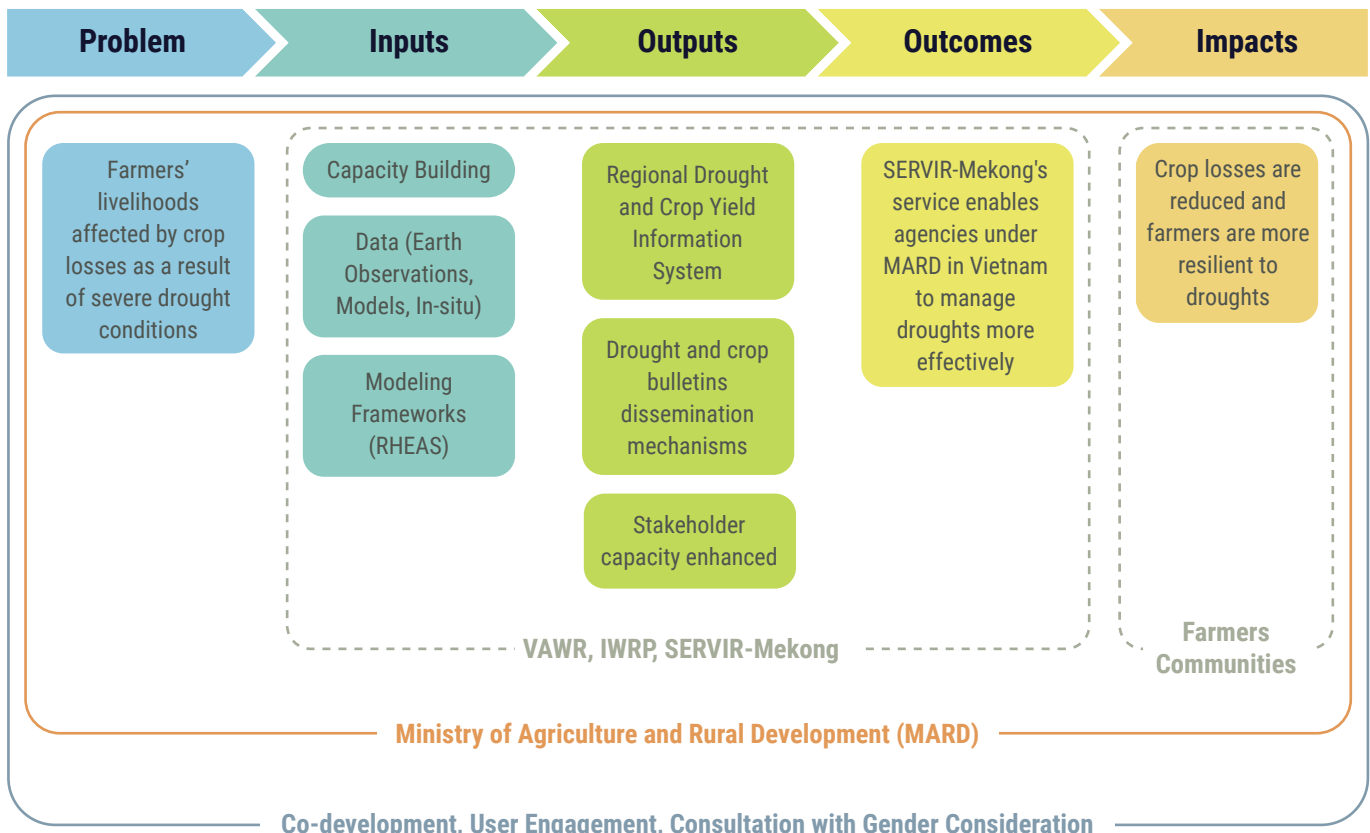 Problem
Inputs
Outputs
Outcomes
Impacts
Farmers’
livelihoods
affected by crop
losses as a result
of severe drought
conditions
Capacity Building
Data (Earth
Observations,
Models, In-situ)
Modeling
Frameworks
(RHEAS)
Regional Drought
and Crop Yield
Information
System
Drought and crop
bulletins
dissemination
mechanisms
Stakeholder
capacity enhanced
SERVIR-Mekong's
service enables
agencies under
MARD in Vietnam
to manage
droughts more
effectively
Crop losses are
reduced and
farmers are more
resilient to
droughts
VAWR, IWRP, SERVIR-Mekong
Farmers
Communities
Ministry of Agriculture and Rural Development (MARD)
Co-development, User Engagement, Consultation with Gender Consideration